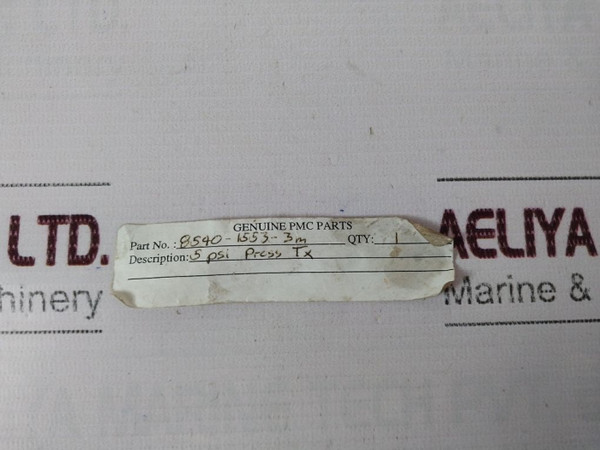 GENUINE PMC PARTS
Part No. : 8540-1553-3m QTY: 1
Description: 5 psi Press Tx
LTD.
hinery
AELIYA
Marine &